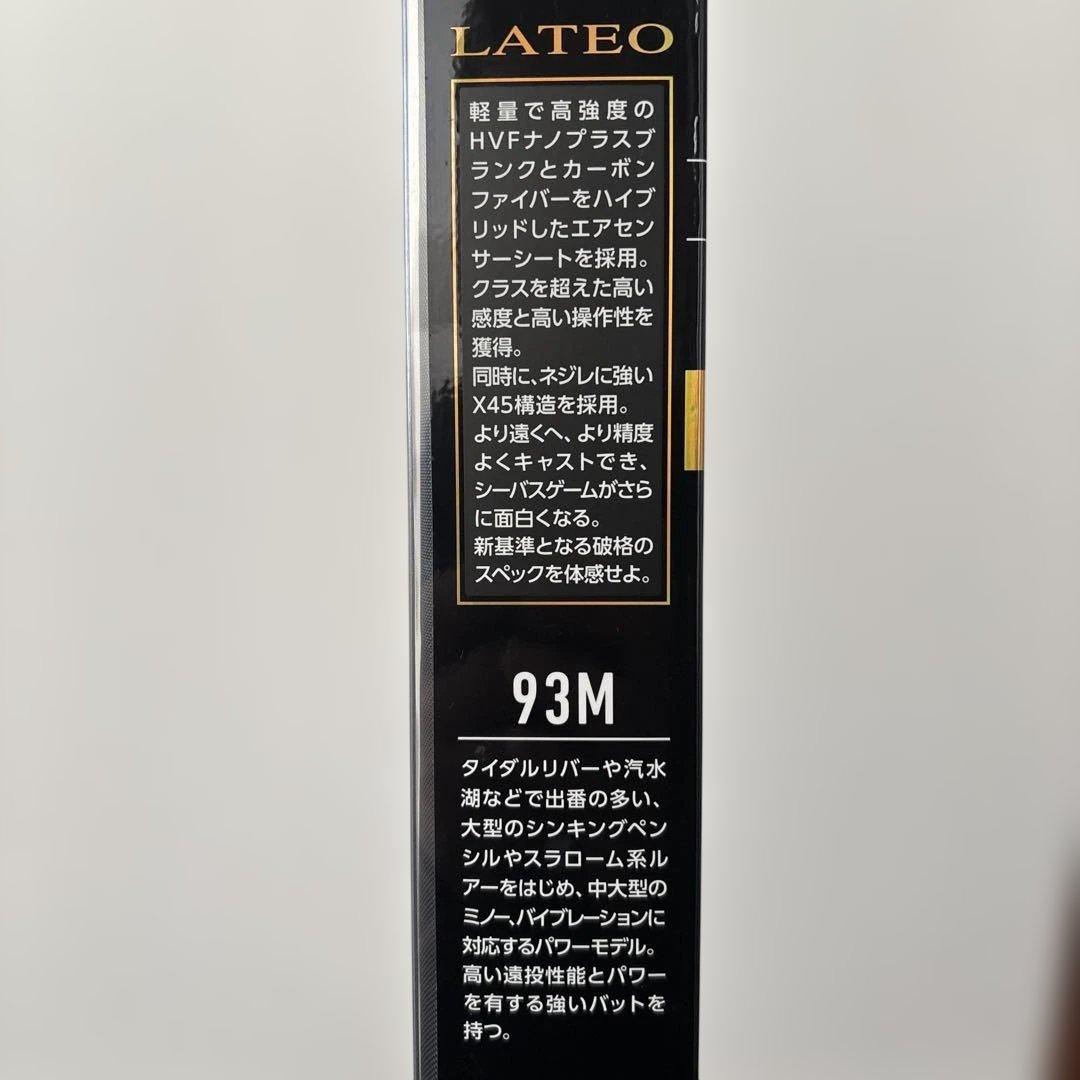 LATEO
軽量で高強度の
HVFナノプラスブ
ランクとカーボン
ファイバーをハイブ
リッドしたエアセン
サーシートを採用。
クラスを超えた高い
感度と高い操作性を
獲得。
同時に、ネジレに強い
X45構造を採用。
より遠くへ、より精度
よくキャストでき、
シーバスゲームがさら
に面白くなる。
新基準となる破格の
スペックを体感せよ。
93M
タイダルリバーや汽水
湖などで出番の多い、
大型のシンキングペン
シルやスラローム系ル
アーをはじめ、中大型の
ミノー、バイブレーションに
対応するパワーモデル。
高い遠投性能とパワー
を有する強いバットを
持つ。